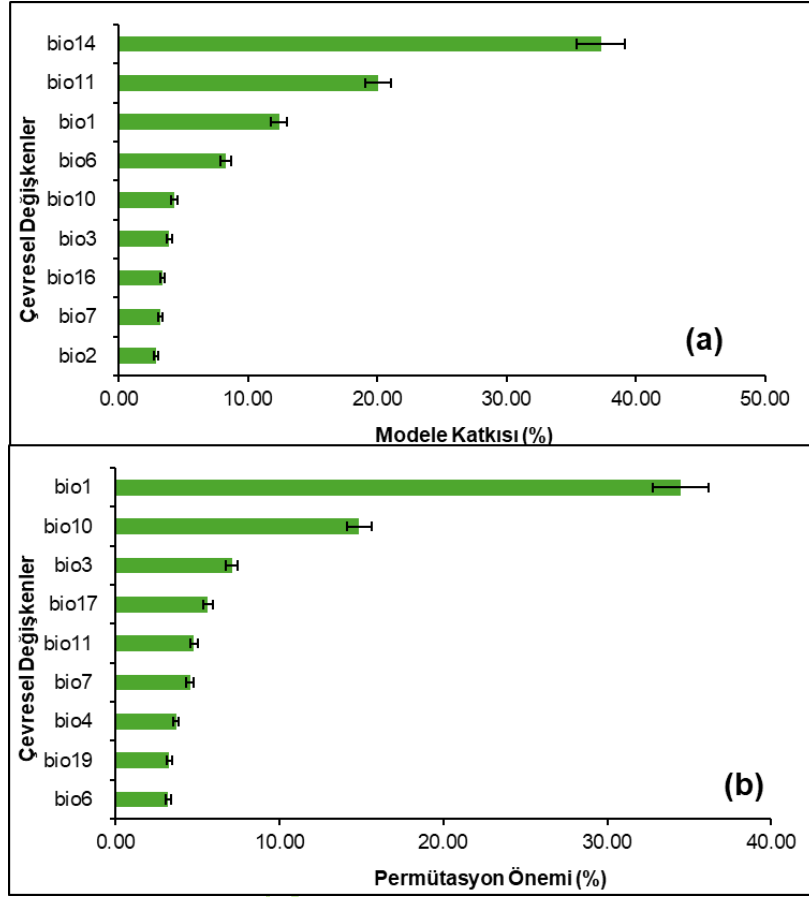 Çevresel Değişkenler
bio14
bio11
bio1
bio6
bio10
bio3
bio16
bio7
bio2
(a)
0.00 10.00 20.00 30.00 40.00 50.00
Modele Katkısı (%)
Çevresel Değişkenler
bio1
bio10
bio3
bio17
bio11
bio7
bio4
bio19
bio6
(b)
0.00 10.00 20.00 30.00 40.00
Permütasyon Önemi (%)